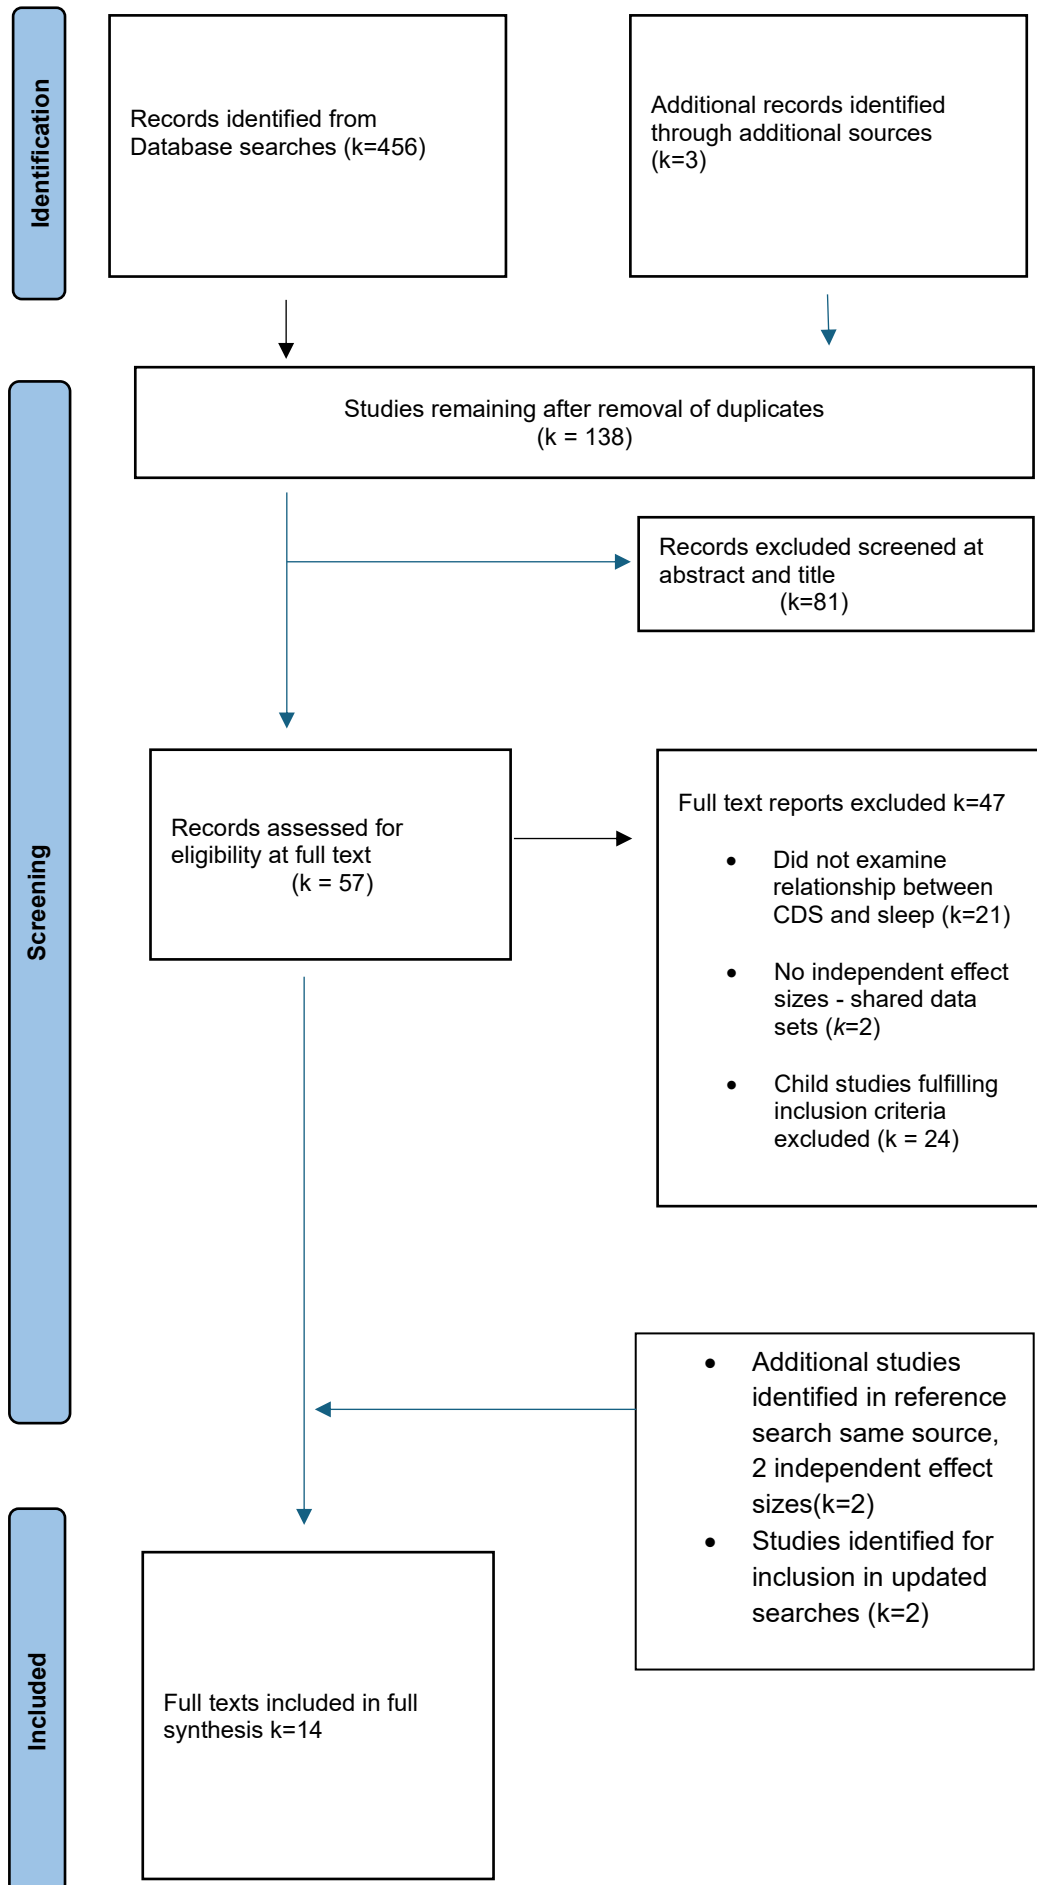 Identification
Records identified from
Database searches (k=456)
Additional records identified
through additional sources
(k=3)
Screening
Studies remaining after removal of duplicates
(k = 138)
Records excluded screened at
abstract and title
(k=81)
Records assessed for
eligibility at full text
(k = 57)
Full text reports excluded k=47
• Did not examine
relationship between
CDS and sleep (k=21)
• No independent effect
sizes - shared data
sets (k=2)
• Child studies fulfilling
inclusion criteria
excluded (k = 24)
• Additional studies
identified in reference
search same source,
2 independent effect
sizes(k=2)
• Studies identified for
inclusion in updated
searches (k=2)
Included
Full texts included in full
synthesis k=14